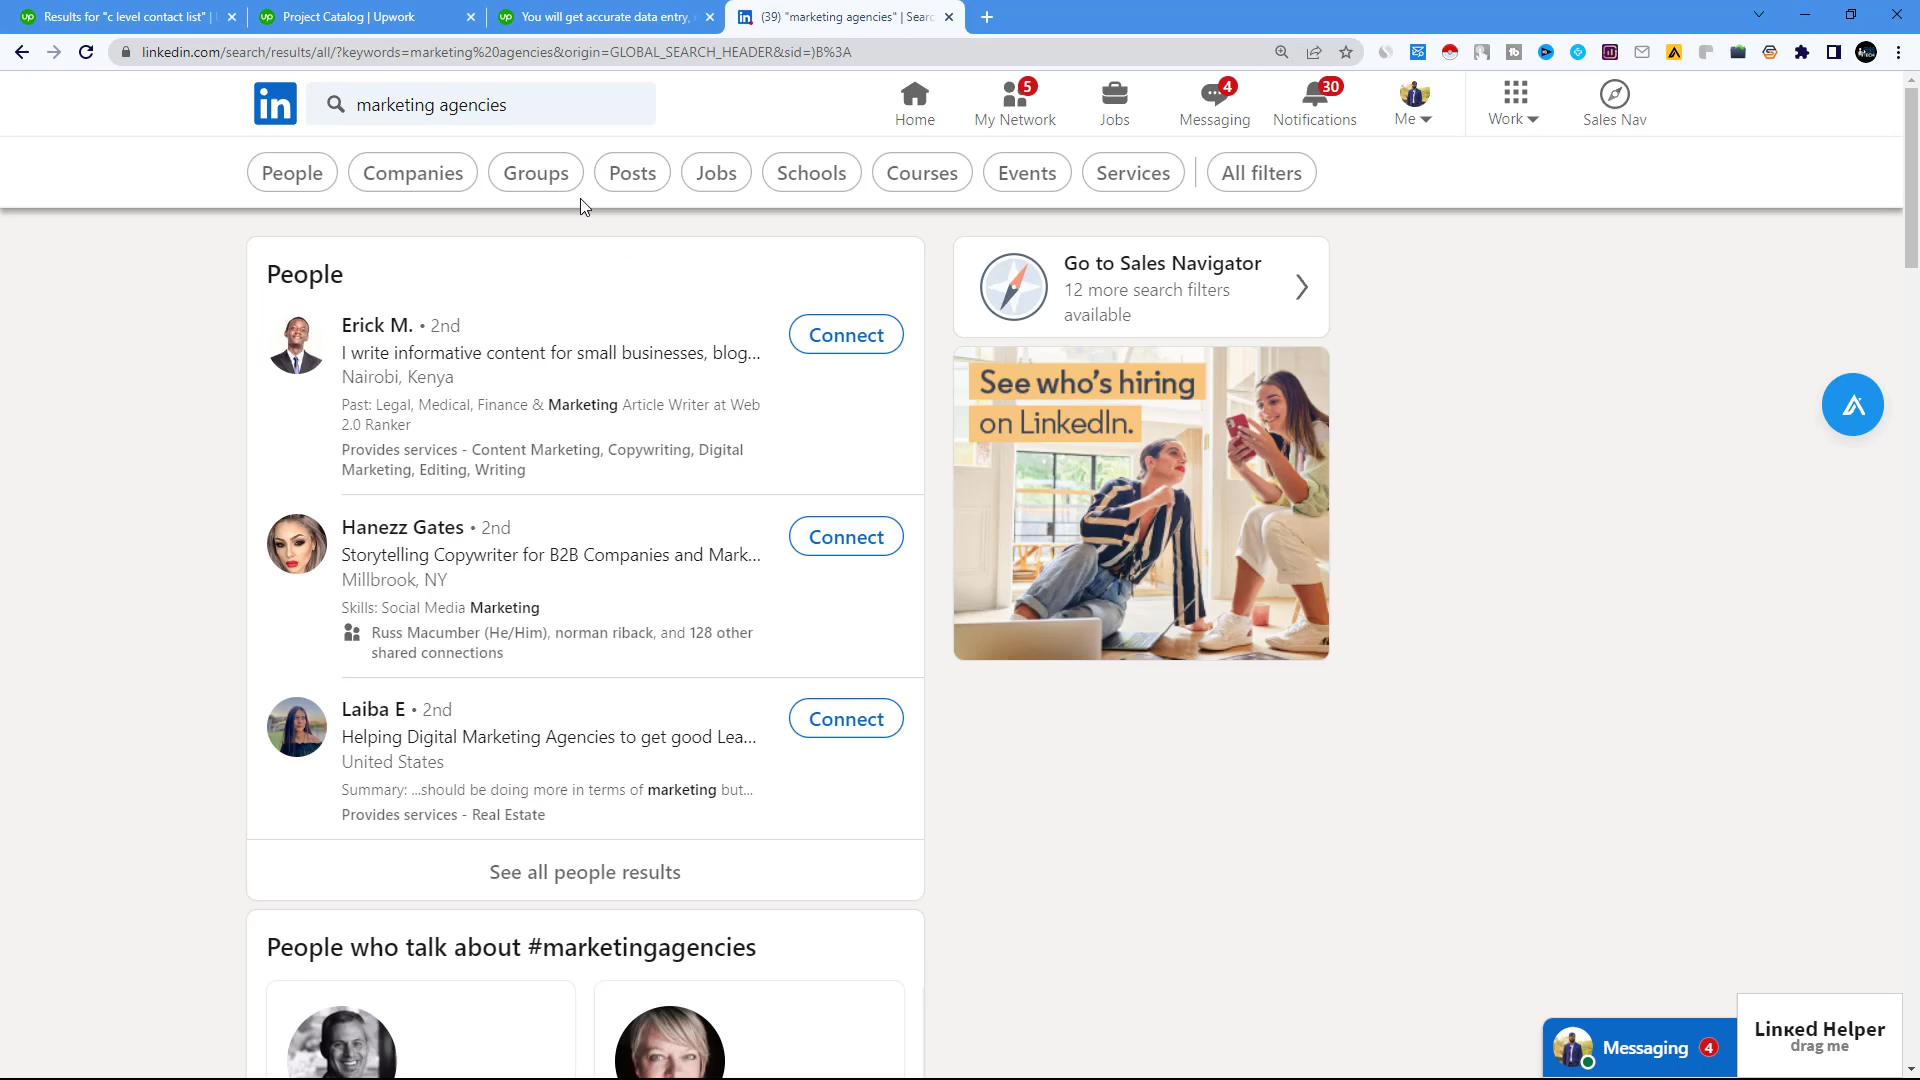 Results for "c level contact list" |
Project Catalog | Upwork
You will get accurate data entry,
(39) "marketing agencies" | Searc
linkedin.com/search/results/all/?keywords=marketing%20agencies&origin=GLOBAL_SEARCH_HEADER&sid=)B%3A
in
marketing agencies
5
4
30
Home
My Network
Jobs
Messaging
Notifications
Me
Work
Sales Nav
People
Companies
Groups
Posts
Jobs
Schools
Courses
Events
Services
All filters
People
Erick M. • 2nd
I write informative content for small businesses, blog...
Nairobi, Kenya
Past: Legal, Medical, Finance & Marketing Article Writer at Web
2.0 Ranker
Provides services - Content Marketing, Copywriting, Digital
Marketing, Editing, Writing
Connect
Hanezz Gates • 2nd
Storytelling Copywriter for B2B Companies and Mark...
Millbrook, NY
Skills: Social Media Marketing
Russ Macumber (He/Him), norman riback, and 128 other
shared connections
Connect
Laiba E • 2nd
Helping Digital Marketing Agencies to get good Lea...
United States
Summary: ...should be doing more in terms of marketing but...
Provides services - Real Estate
Connect
See all people results
People who talk about #marketingagencies
Go to Sales Navigator
12 more search filters
available
See who's hiring
on LinkedIn.
Messaging 4
Linked Helper
drag me